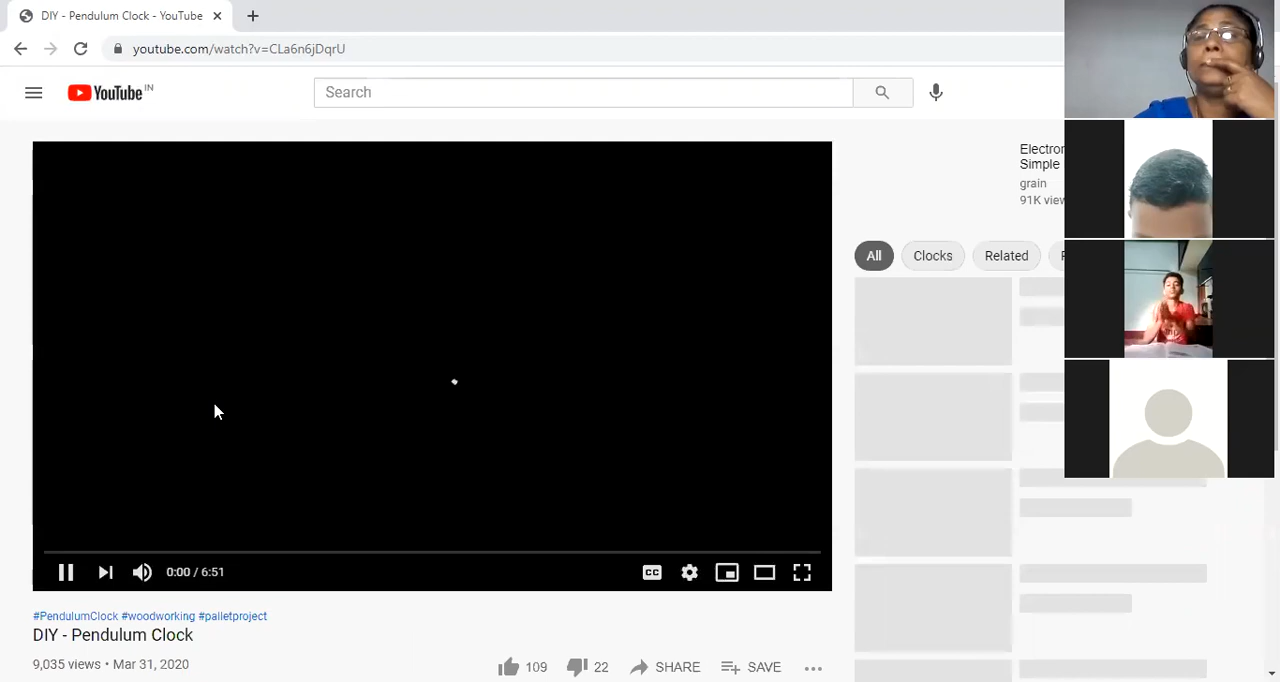 DIY - Pendulum Clock - YouTube
youtube.com/watch?v=CLa6n6jDqrU
YouTube IN
Search
Electron
Simple
grain
91K view
All Clocks Related
CC
0:00 / 6:51
#PendulumClock #woodworking #palletproject
DIY - Pendulum Clock
9,035 views • Mar 31, 2020
109 22 SHARE SAVE